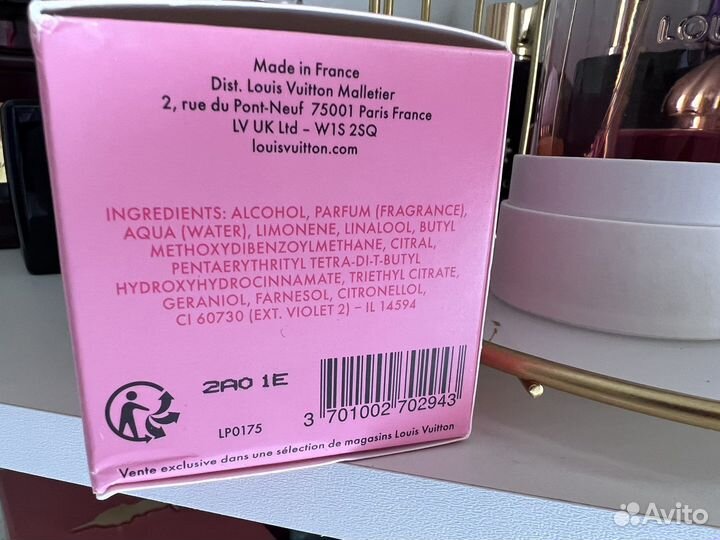 Made in France
Dist. Louis Vuitton Malletier
2, rue du Pont-Neuf 75001 Paris France
LV UK Ltd – W1S 2SQ
louisvuitton.com
INGREDIENTS: ALCOHOL, PARFUM (FRAGRANCE),
AQUA (WATER), LIMONENE, LINALOOL, BUTYL
METHOXYDIBENZOYLMETHANE, CITRAL,
PENTAERYTHRITYL TETRA-DI-T-BUTYL
HYDROXYHYDROCINNAMATE, TRIETHYL CITRATE,
GERANIOL, FARNESOL, CITRONELLOL,
CI 60730 (EXT. VIOLET 2) – IL 14594
2A0 1E
LP0175
3 701002 702943
Vente exclusive dans une sélection de magasins Louis Vuitton
Avito